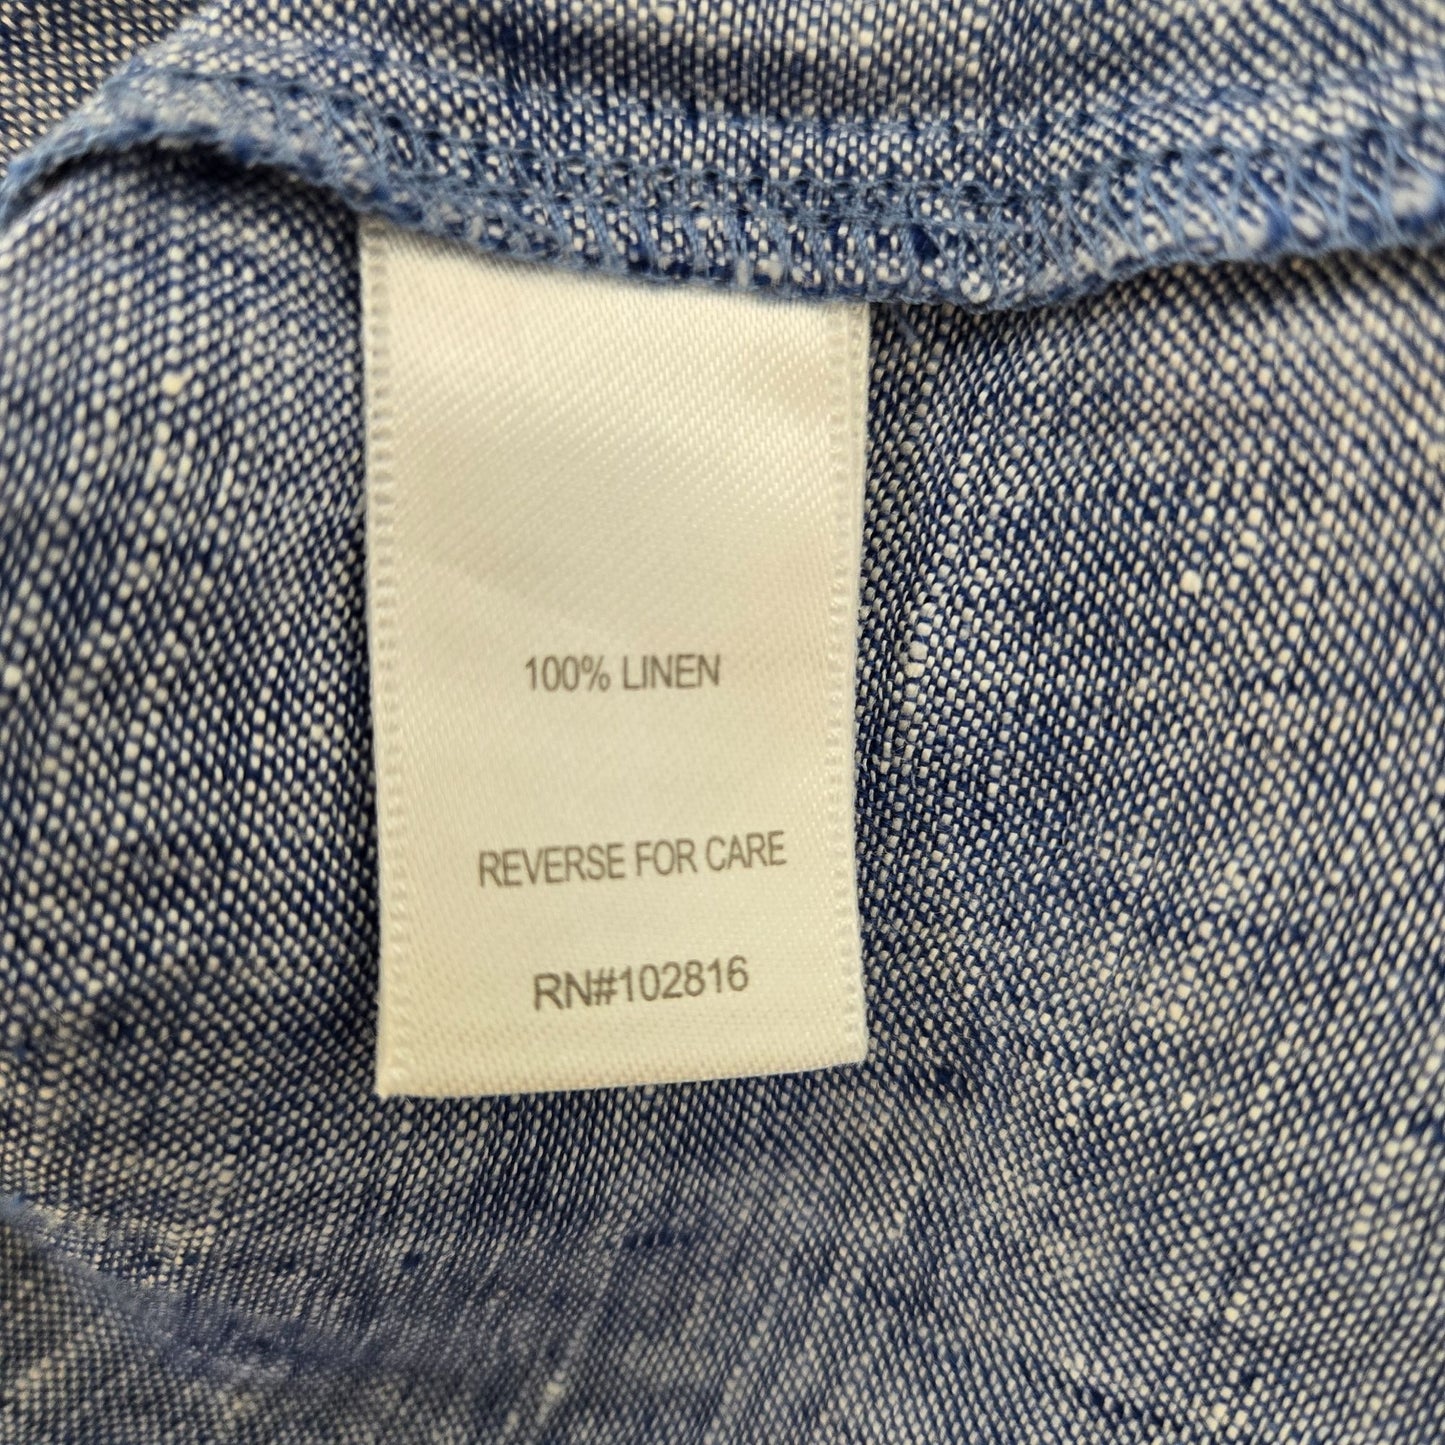 100% LINEN
REVERSE FOR CARE
RN#102816